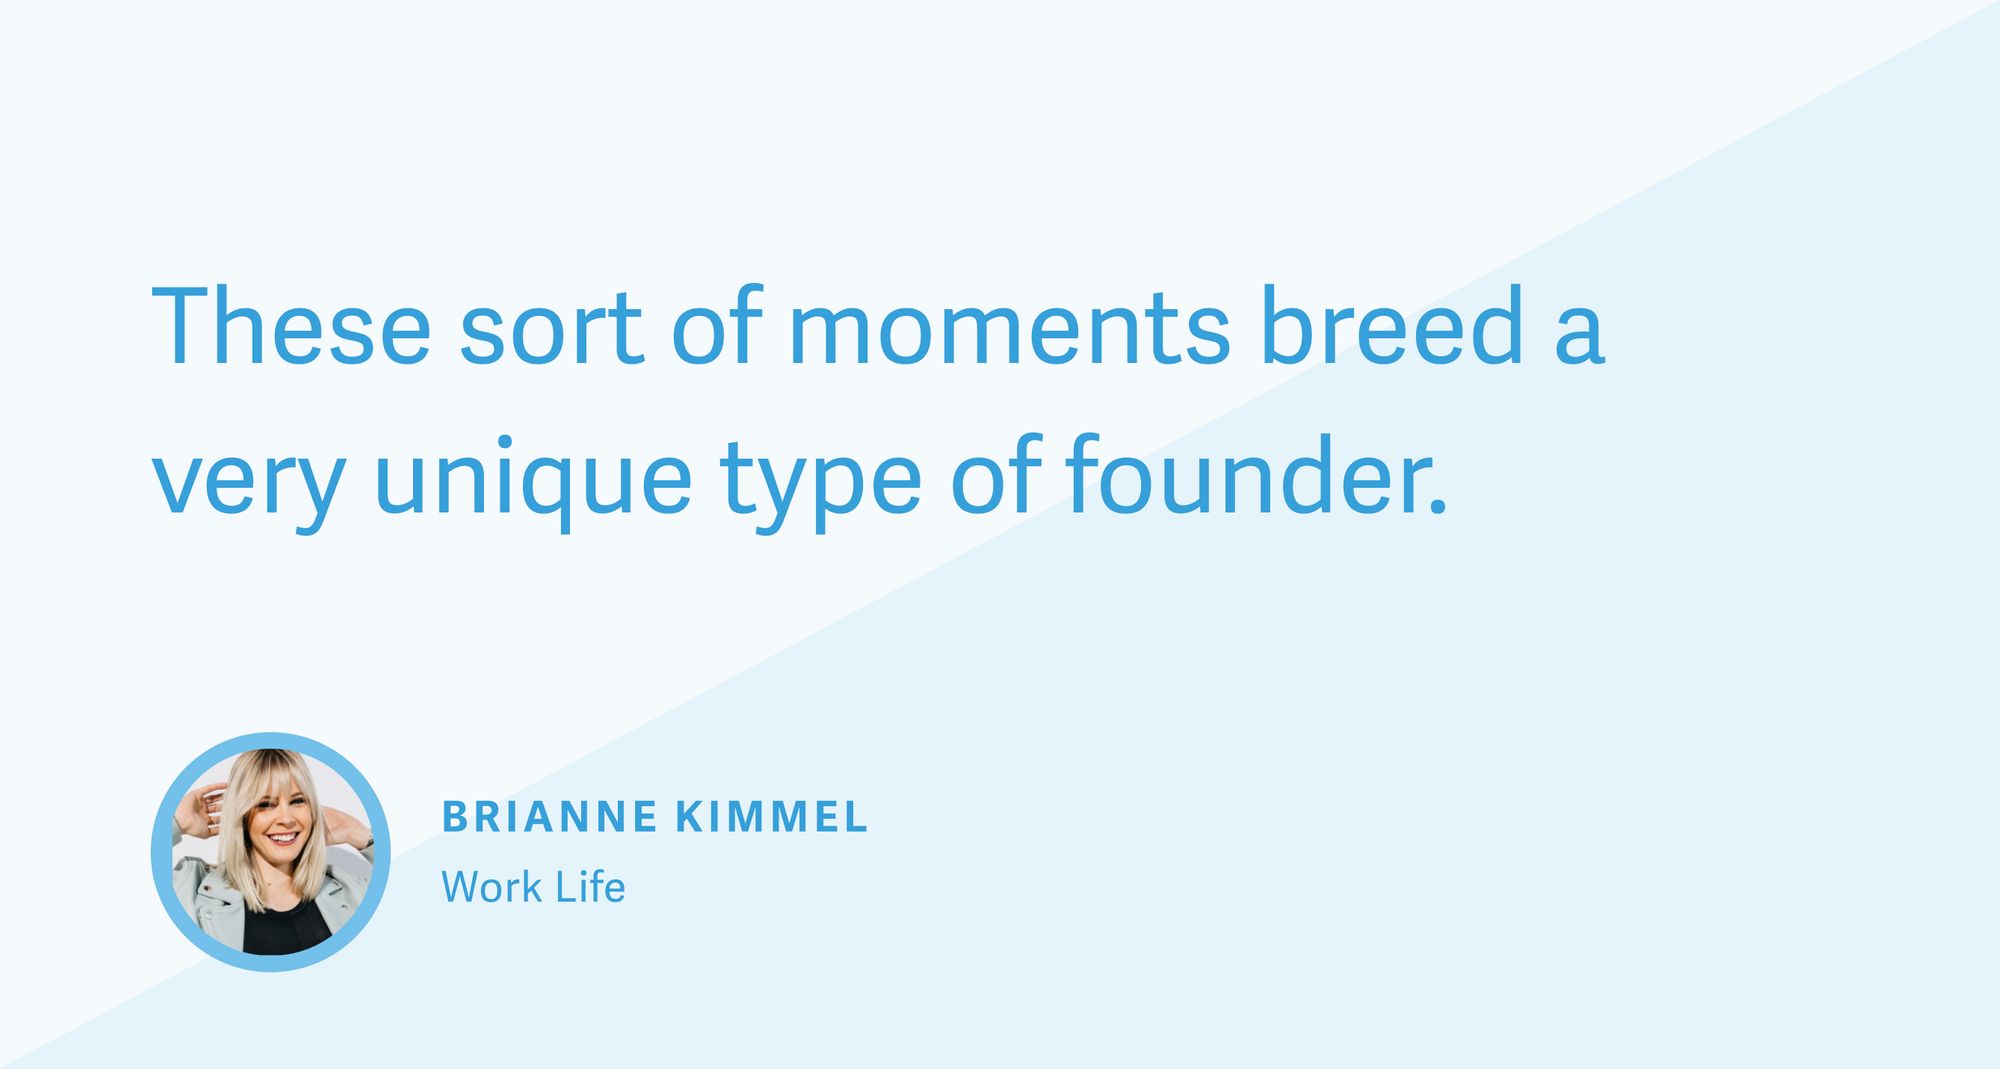 These sort of moments breed a
very unique type of founder.
BRIANNE KIMMEL
Work Life